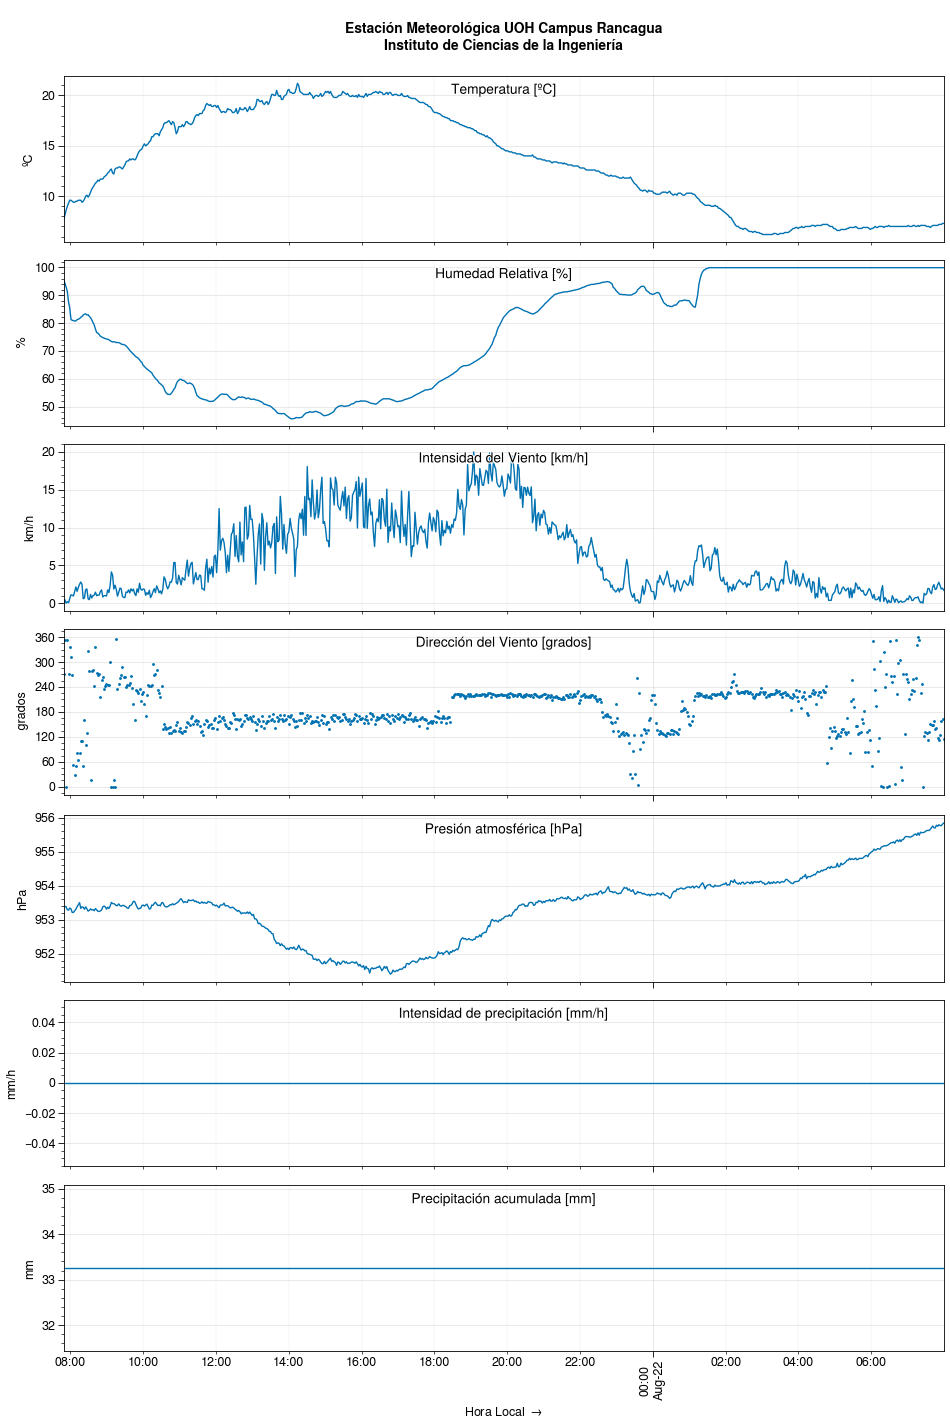 Estación Meteorológica UOH Campus Rancagua
Instituto de Ciencias de la Ingeniería
Temperatura [ºC]
ºC
20
15
10
Humedad Relativa [%]
%
100
90
80
70
60
50
Intensidad del Viento [km/h]
km/h
20
15
10
5
0
Dirección del Viento [grados]
grados
360
300
240
180
120
60
0
Presión atmosférica [hPa]
hPa
956
955
954
953
952
Intensidad de precipitación [mm/h]
mm/h
0.04
0.02
0
−0.02
−0.04
Precipitación acumulada [mm]
mm
35
34
33
32
08:00 10:00 12:00 14:00 16:00 18:00 20:00 22:00 00:00 02:00 04:00 06:00
Aug-22
Hora Local →